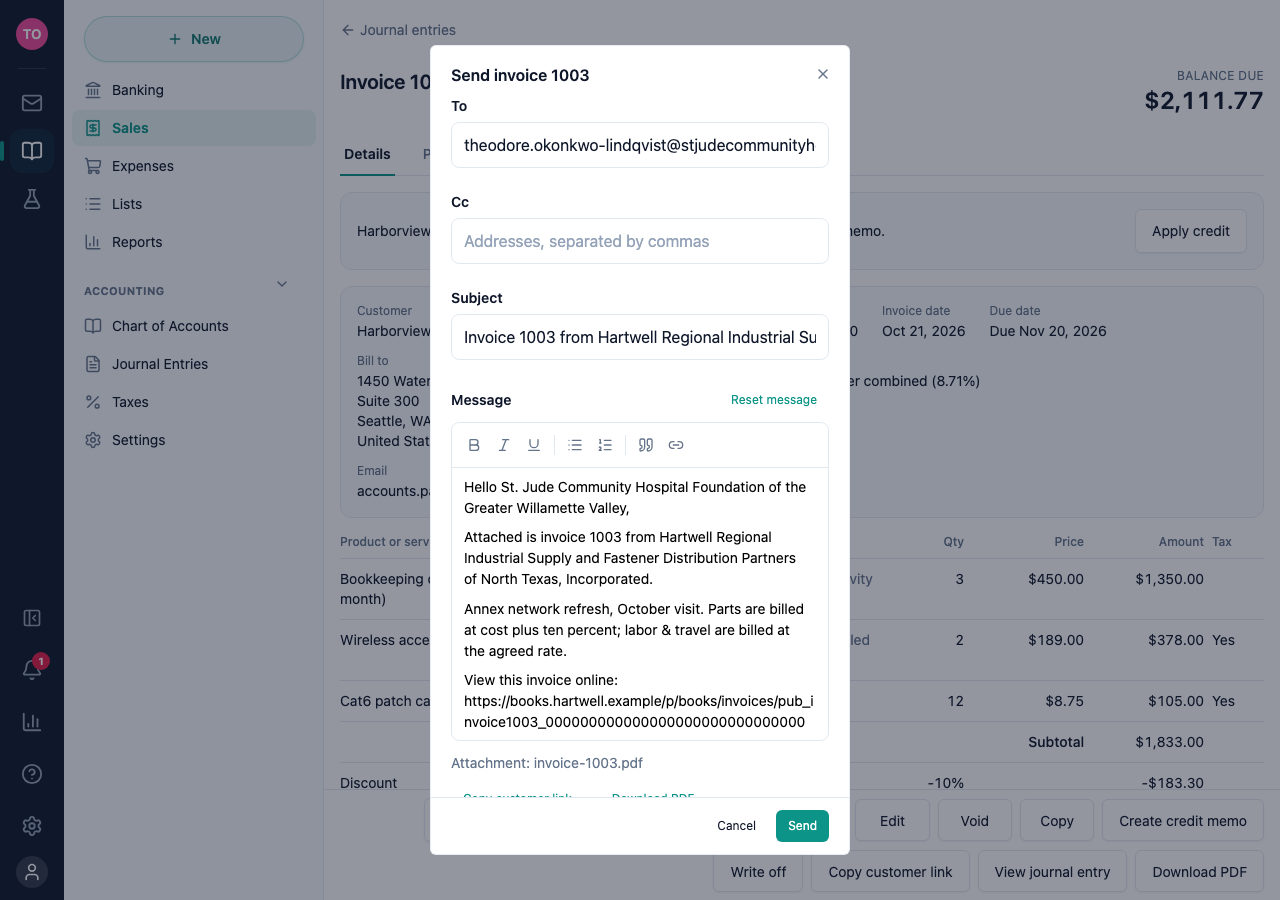 TO
New
Banking
Sales
Expenses
Lists
Reports
ACCOUNTING
Chart of Accounts
Journal Entries
Taxes
Settings
1
Journal entries
Invoice 10
BALANCE DUE
$2,111.77
Details
Harborview
memo.
Apply credit
Customer
Harborview
Invoice date
Oct 21, 2026
Due date
Due Nov 20, 2026
Bill to
1450 Water
Suite 300
Seattle, WA
United Stat
combined (8.71%)
Email
accounts.pa
Product or serv
Qty
Price
Amount
Tax
Bookkeeping
month)
3
$450.00
$1,350.00
Wireless acce
2
$189.00
$378.00
Yes
Cat6 patch ca
12
$8.75
$105.00
Yes
Subtotal
$1,833.00
Discount
-10%
-$183.30
Edit
Void
Copy
Create credit memo
Write off
Copy customer link
View journal entry
Download PDF
Send invoice 1003
To
theodore.okonkwo-lindqvist@stjudecommunityh
Cc
Addresses, separated by commas
Subject
Invoice 1003 from Hartwell Regional Industrial Su
Message
Reset message
Hello St. Jude Community Hospital Foundation of the
Greater Willamette Valley,
Attached is invoice 1003 from Hartwell Regional
Industrial Supply and Fastener Distribution Partners
of North Texas, Incorporated.
Annex network refresh, October visit. Parts are billed
at cost plus ten percent; labor & travel are billed at
the agreed rate.
View this invoice online:
https://books.hartwell.example/p/books/invoices/pub_i
nvoice1003_00000000000000000000000000000000
Attachment: invoice-1003.pdf
Copy customer link
Download PDF
Cancel
Send